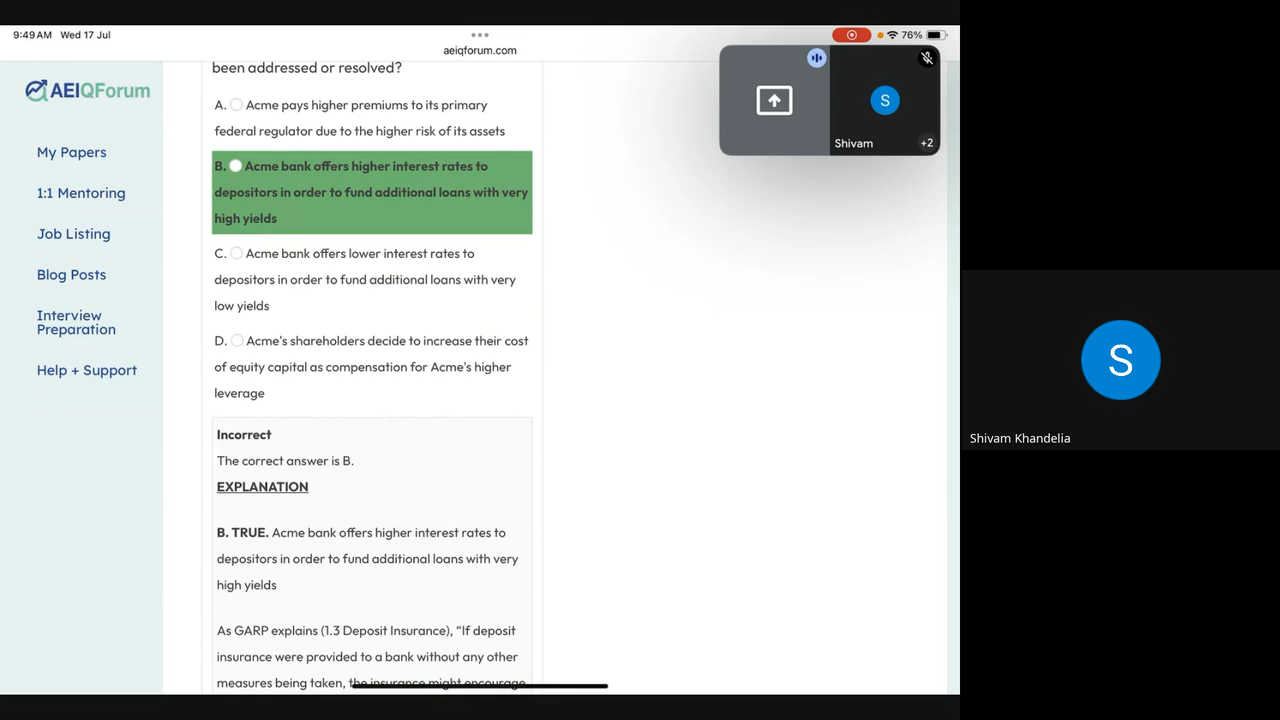 9:49 AM Wed 17 Jul
76%
aeiqforum.com
AEIQForum
My Papers
1:1 Mentoring
Job Listing
Blog Posts
Interview
Preparation
Help + Support
been addressed or resolved?
A. Acme pays higher premiums to its primary
federal regulator due to the higher risk of its assets
B. Acme bank offers higher interest rates to
depositors in order to fund additional loans with very
high yields
C. Acme bank offers lower interest rates to
depositors in order to fund additional loans with very
low yields
D. Acme's shareholders decide to increase their cost
of equity capital as compensation for Acme's higher
leverage
Incorrect
The correct answer is B.
EXPLANATION
B. TRUE. Acme bank offers higher interest rates to
depositors in order to fund additional loans with very
high yields
As GARP explains (1.3 Deposit Insurance), “If deposit
insurance were provided to a bank without any other
measures being taken, the insurance might encourage
S
Shivam
+2
S
Shivam Khandelia